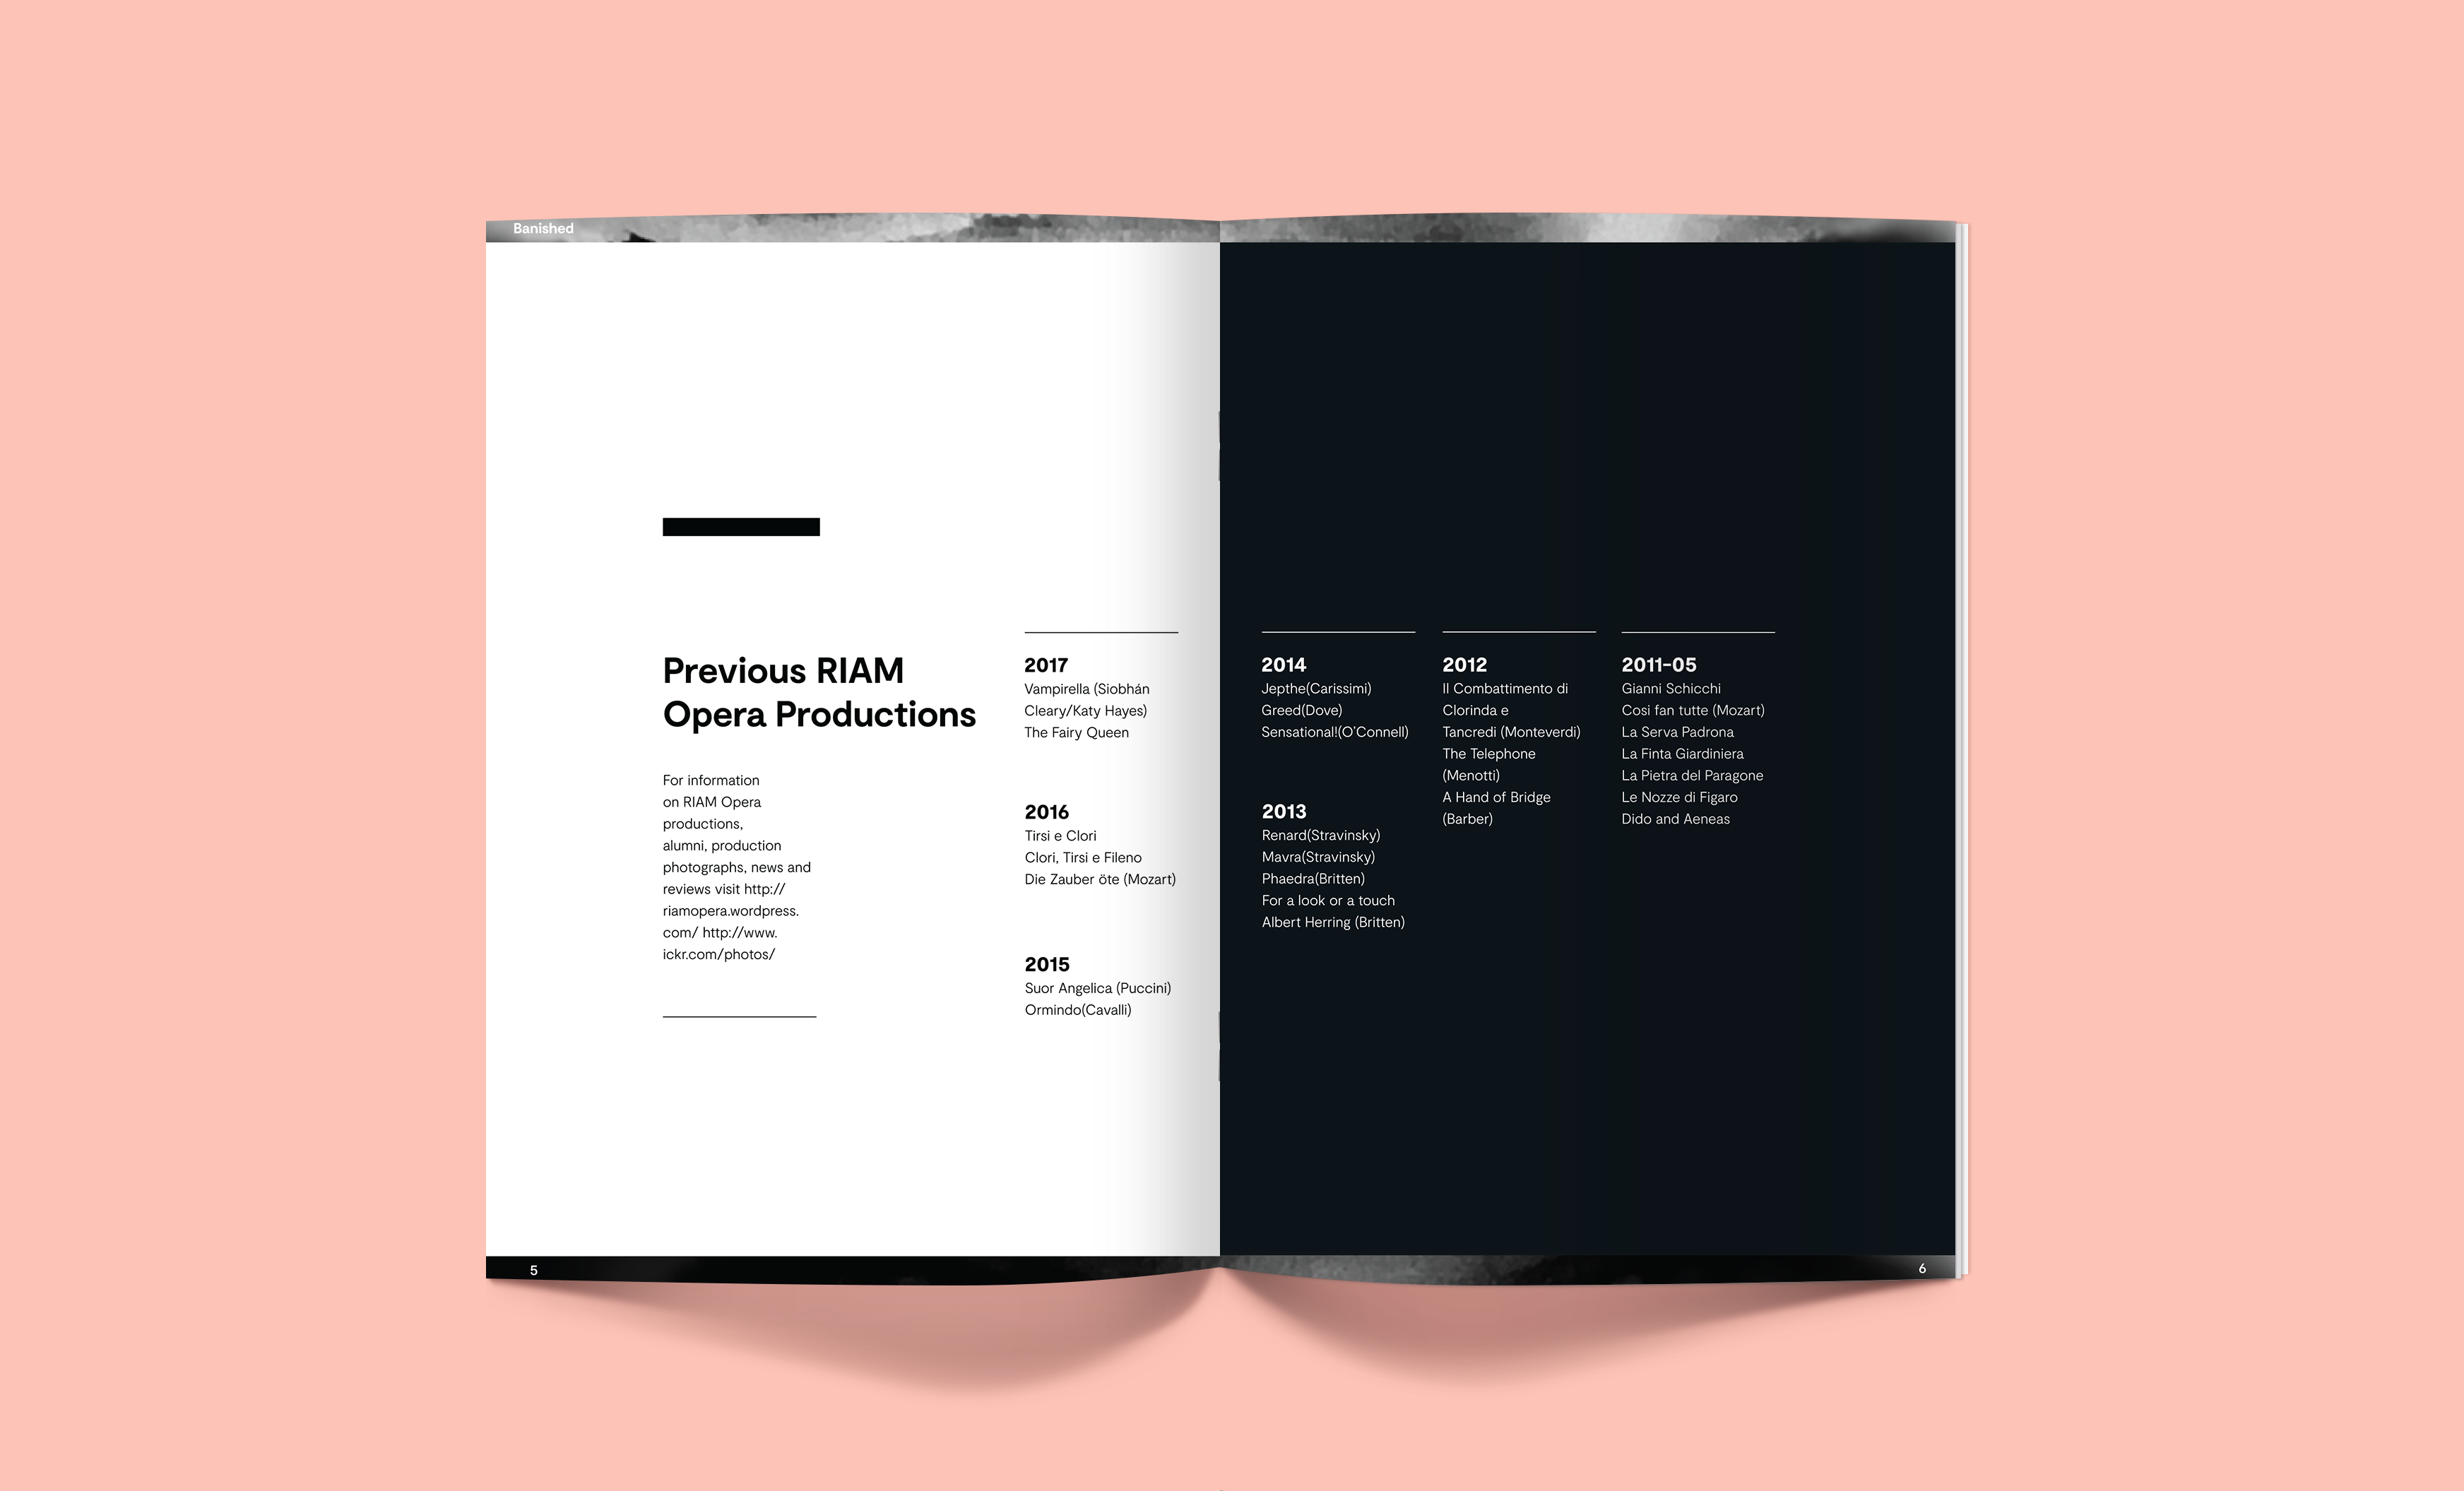 Banished
Previous RIAM
Opera Productions
For information
on RIAM Opera
productions,
alumni, production
photographs, news and
reviews visit http://
riamopera.wordpress.
com/ http://www.
ickr.com/photos/
2017
Vampirella (Siobhán
Cleary/Katy Hayes)
The Fairy Queen
2016
Tirsi e Clori
Clori, Tirsi e Fileno
Die Zauber öte (Mozart)
2015
Suor Angelica (Puccini)
Ormindo(Cavalli)
5
2014
Jepthe(Carissimi)
Greed(Dove)
Sensational!(O'Connell)
2013
Renard(Stravinsky)
Mavra(Stravinsky)
Phaedra(Britten)
For a look or a touch
Albert Herring (Britten)
2012
Il Combattimento di
Clorinda e
Tancredi (Monteverdi)
The Telephone
(Menotti)
A Hand of Bridge
(Barber)
2011-05
Gianni Schicchi
Cosi fan tutte (Mozart)
La Serva Padrona
La Finta Giardiniera
La Pietra del Paragone
Le Nozze di Figaro
Dido and Aeneas
6